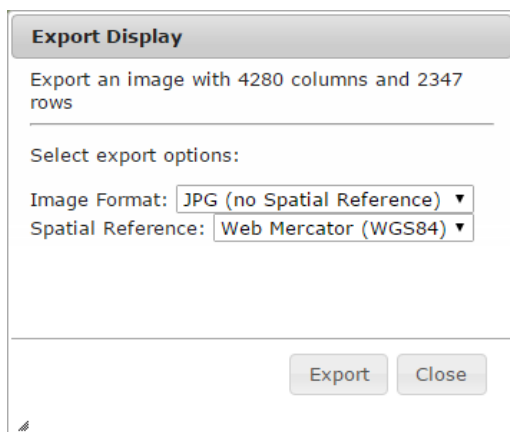 Export Display
Export an image with 4280 columns and 2347
rows
Select export options:
Image Format: JPG (no Spatial Reference)
Spatial Reference: Web Mercator (WGS84)
Export Close